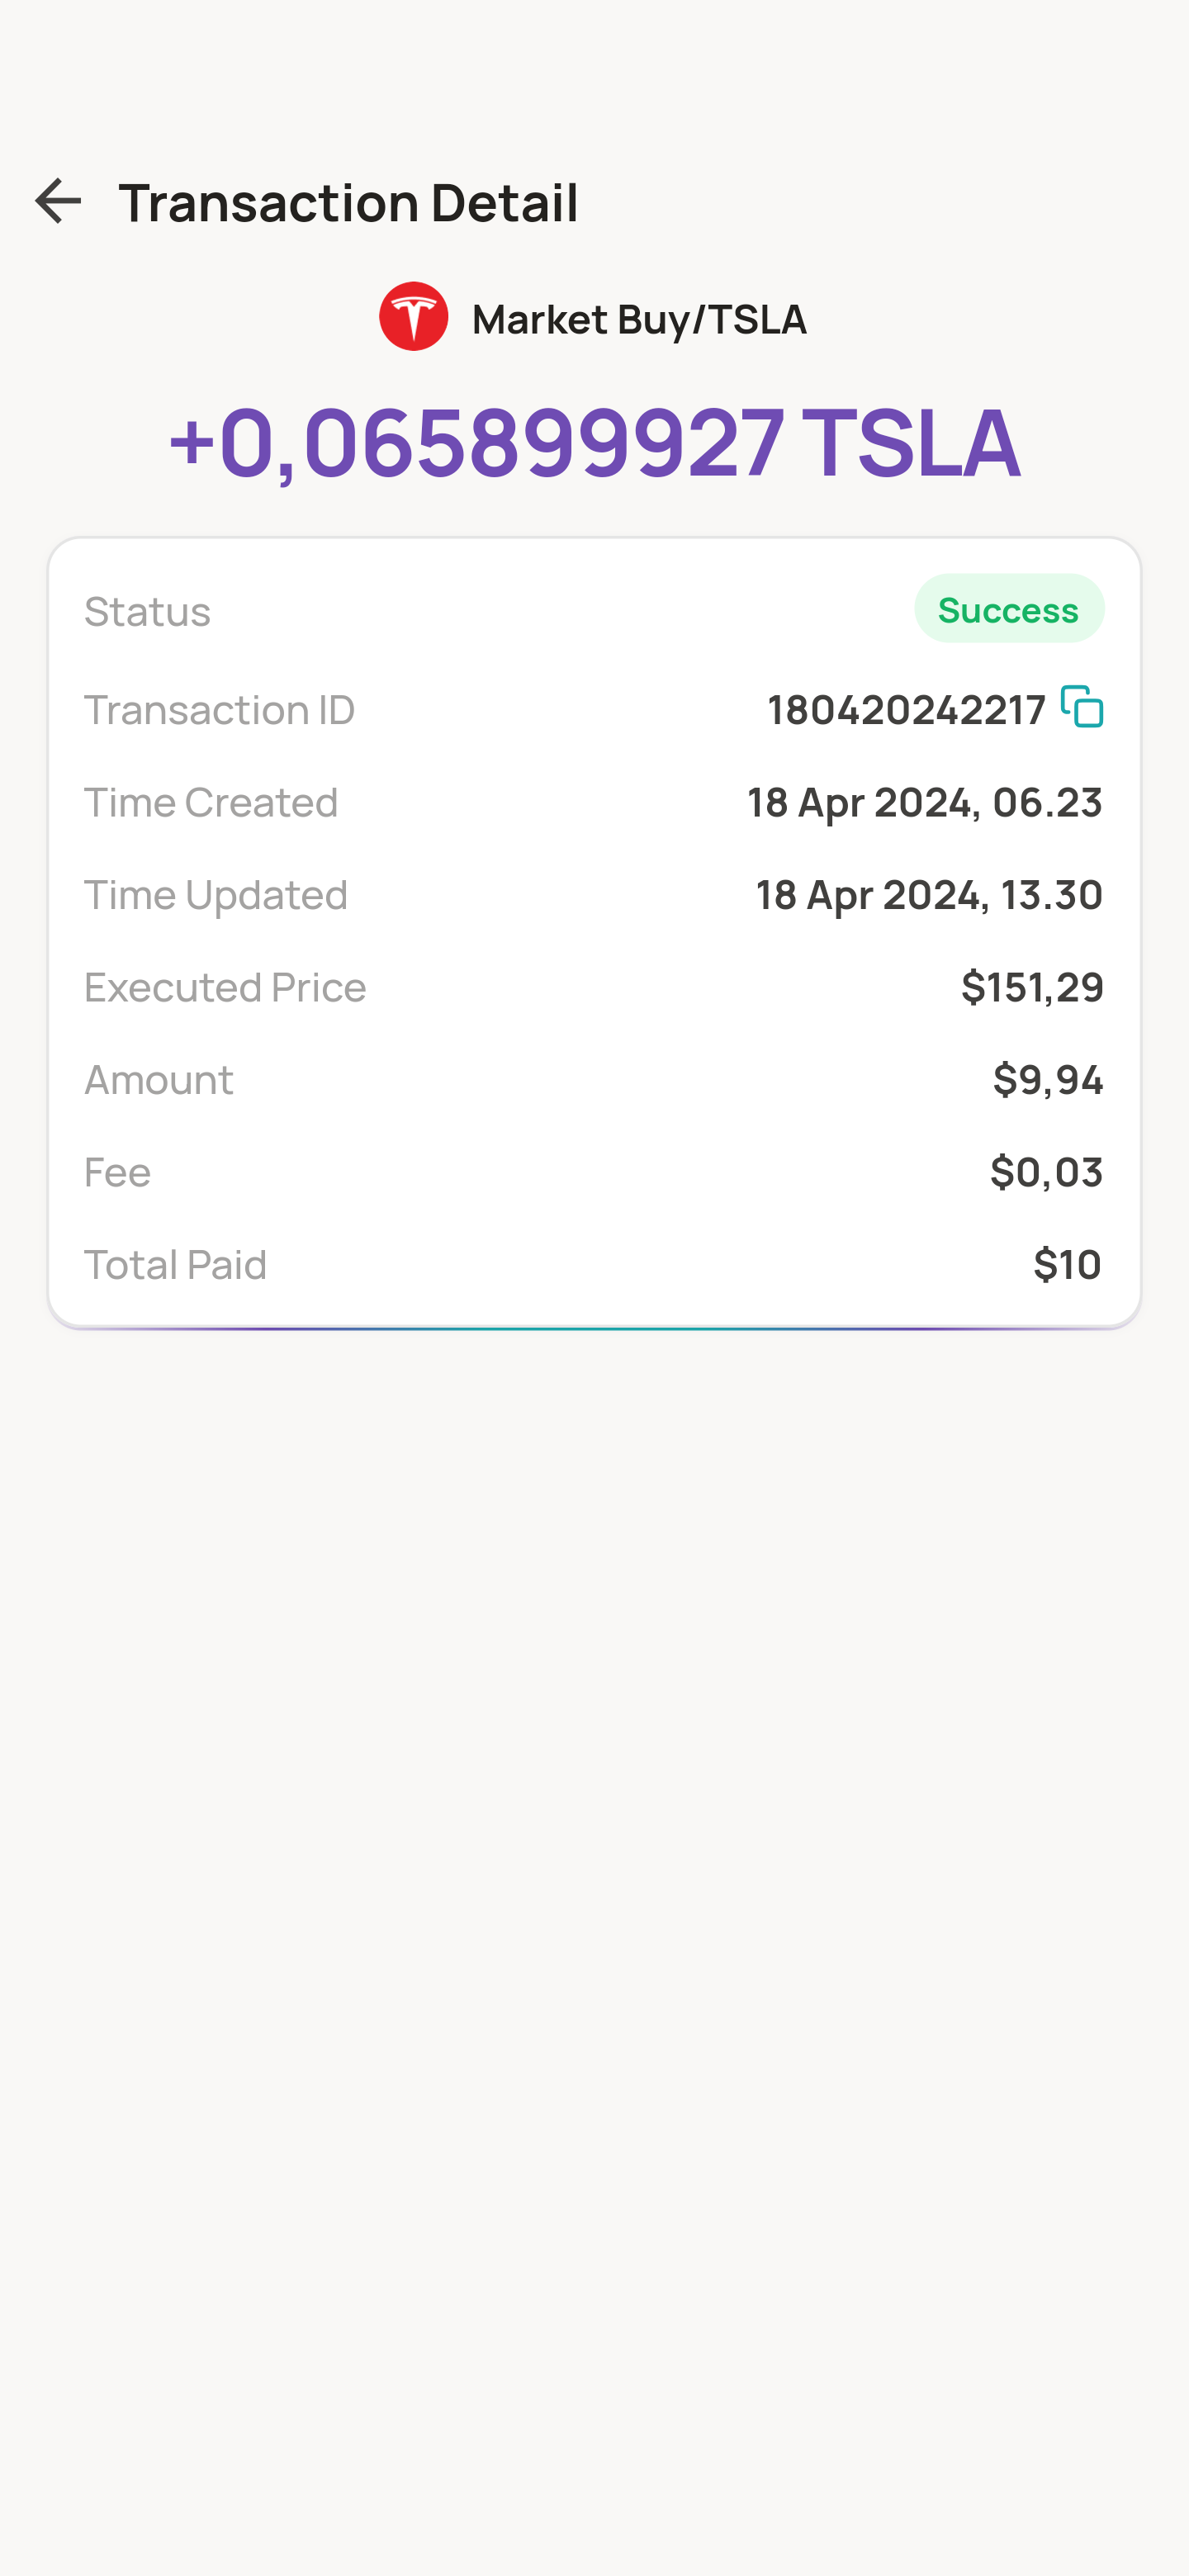 Transaction Detail
Market Buy/TSLA
+0,065899927 TSLA
Status Success
Transaction ID 180420242217
Time Created 18 Apr 2024, 06.23
Time Updated 18 Apr 2024, 13.30
Executed Price $151,29
Amount $9,94
Fee $0,03
Total Paid $10